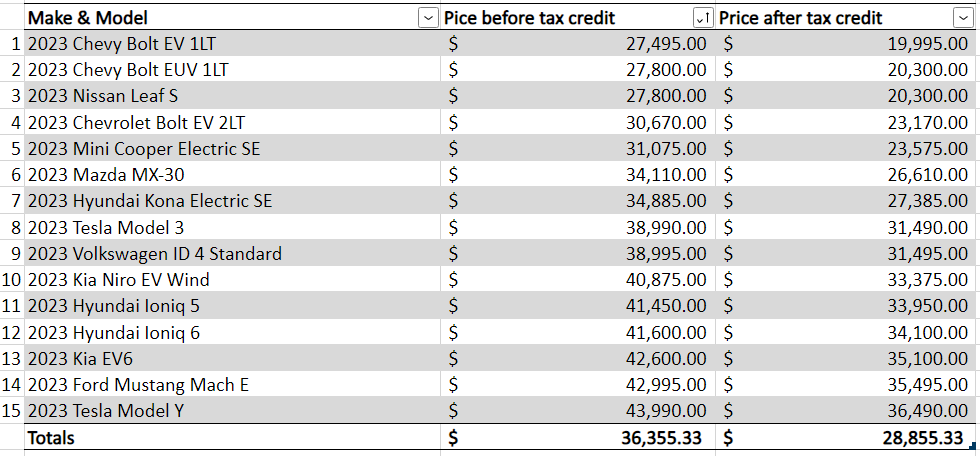 Make & Model Pice before tax credit Price after tax credit
1 2023 Chevy Bolt EV 1LT $ 27,495.00 $ 19,995.00
2 2023 Chevy Bolt EUV 1LT $ 27,800.00 $ 20,300.00
3 2023 Nissan Leaf S $ 27,800.00 $ 20,300.00
4 2023 Chevrolet Bolt EV 2LT $ 30,670.00 $ 23,170.00
5 2023 Mini Cooper Electric SE $ 31,075.00 $ 23,575.00
6 2023 Mazda MX-30 $ 34,110.00 $ 26,610.00
7 2023 Hyundai Kona Electric SE $ 34,885.00 $ 27,385.00
8 2023 Tesla Model 3 $ 38,990.00 $ 31,490.00
9 2023 Volkswagen ID 4 Standard $ 38,995.00 $ 31,495.00
10 2023 Kia Niro EV Wind $ 40,875.00 $ 33,375.00
11 2023 Hyundai Ioniq 5 $ 41,450.00 $ 33,950.00
12 2023 Hyundai Ioniq 6 $ 41,600.00 $ 34,100.00
13 2023 Kia EV6 $ 42,600.00 $ 35,100.00
14 2023 Ford Mustang Mach E $ 42,995.00 $ 35,495.00
15 2023 Tesla Model Y $ 43,990.00 $ 36,490.00
Totals $ 36,355.33 $ 28,855.33